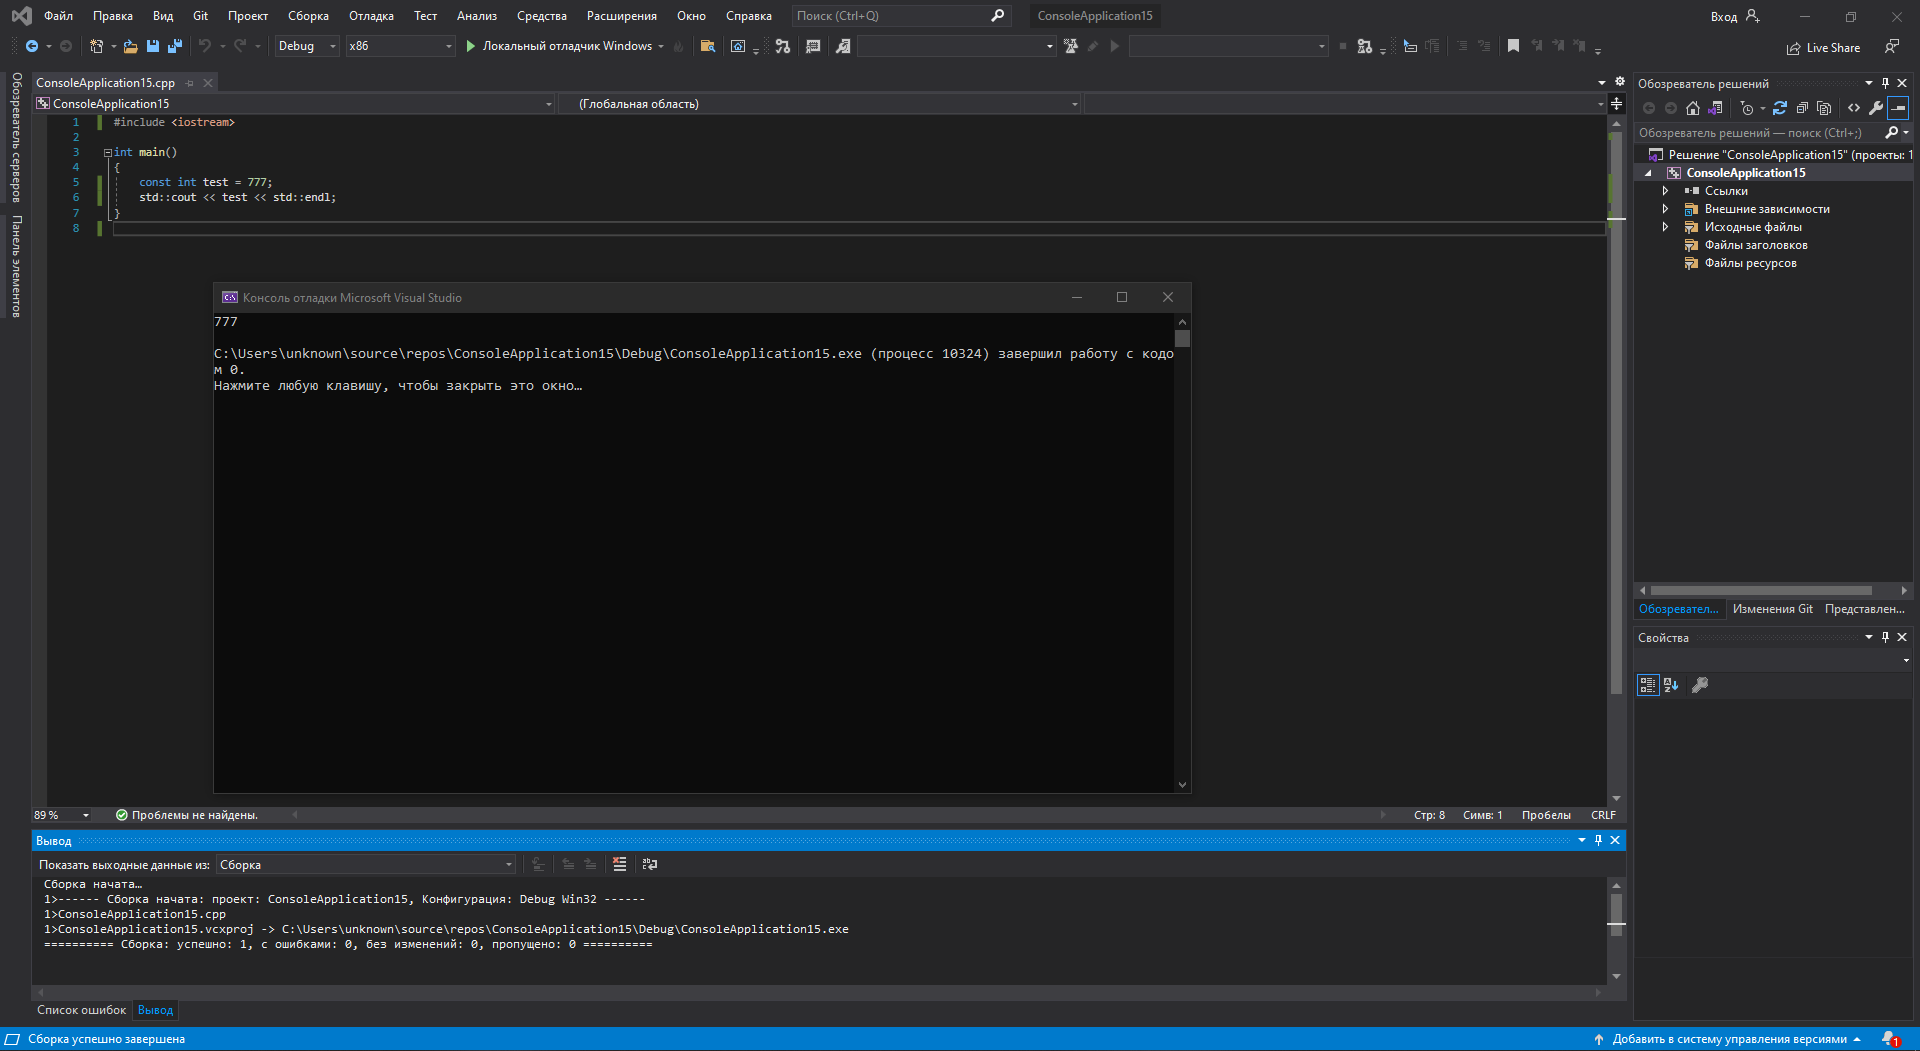 Файл Правка Вид Git Проект Сборка Отладка Тест Анализ Средства Расширения Окно Справка Поиск (Ctrl+Q) ConsoleApplication15 Вход
Debug x86 Локальный отладчик Windows Live Share
Обозреватель серверов
Панель элементов
ConsoleApplication15.cpp
ConsoleApplication15 (Глобальная область)
1 #include <iostream>
2
3 int main()
4 {
5 const int test = 777;
6 std::cout << test << std::endl;
7 }
8
Консоль отладки Microsoft Visual Studio
777
C:\Users\unknown\source\repos\ConsoleApplication15\Debug\ConsoleApplication15.exe (процесс 10324) завершил работу с кодо
м 0.
Нажмите любую клавишу, чтобы закрыть это окно…
89 % Проблемы не найдены. Стр: 8 Симв: 1 Пробелы CRLF
Вывод
Показать выходные данные из: Сборка
Сборка начата…
1>------ Сборка начата: проект: ConsoleApplication15, Конфигурация: Debug Win32 ------
1>ConsoleApplication15.cpp
1>ConsoleApplication15.vcxproj -> C:\Users\unknown\source\repos\ConsoleApplication15\Debug\ConsoleApplication15.exe
========== Сборка: успешно: 1, с ошибками: 0, без изменений: 0, пропущено: 0 ==========
Список ошибок Вывод
Обозреватель решений
Обозреватель решений — поиск (Ctrl+;)
Решение "ConsoleApplication15" (проекты: 1
ConsoleApplication15
Ссылки
Внешние зависимости
Исходные файлы
Файлы заголовков
Файлы ресурсов
Обозревател... Изменения Git Представлен...
Свойства
Сборка успешно завершена Добавить в систему управления версиями 1